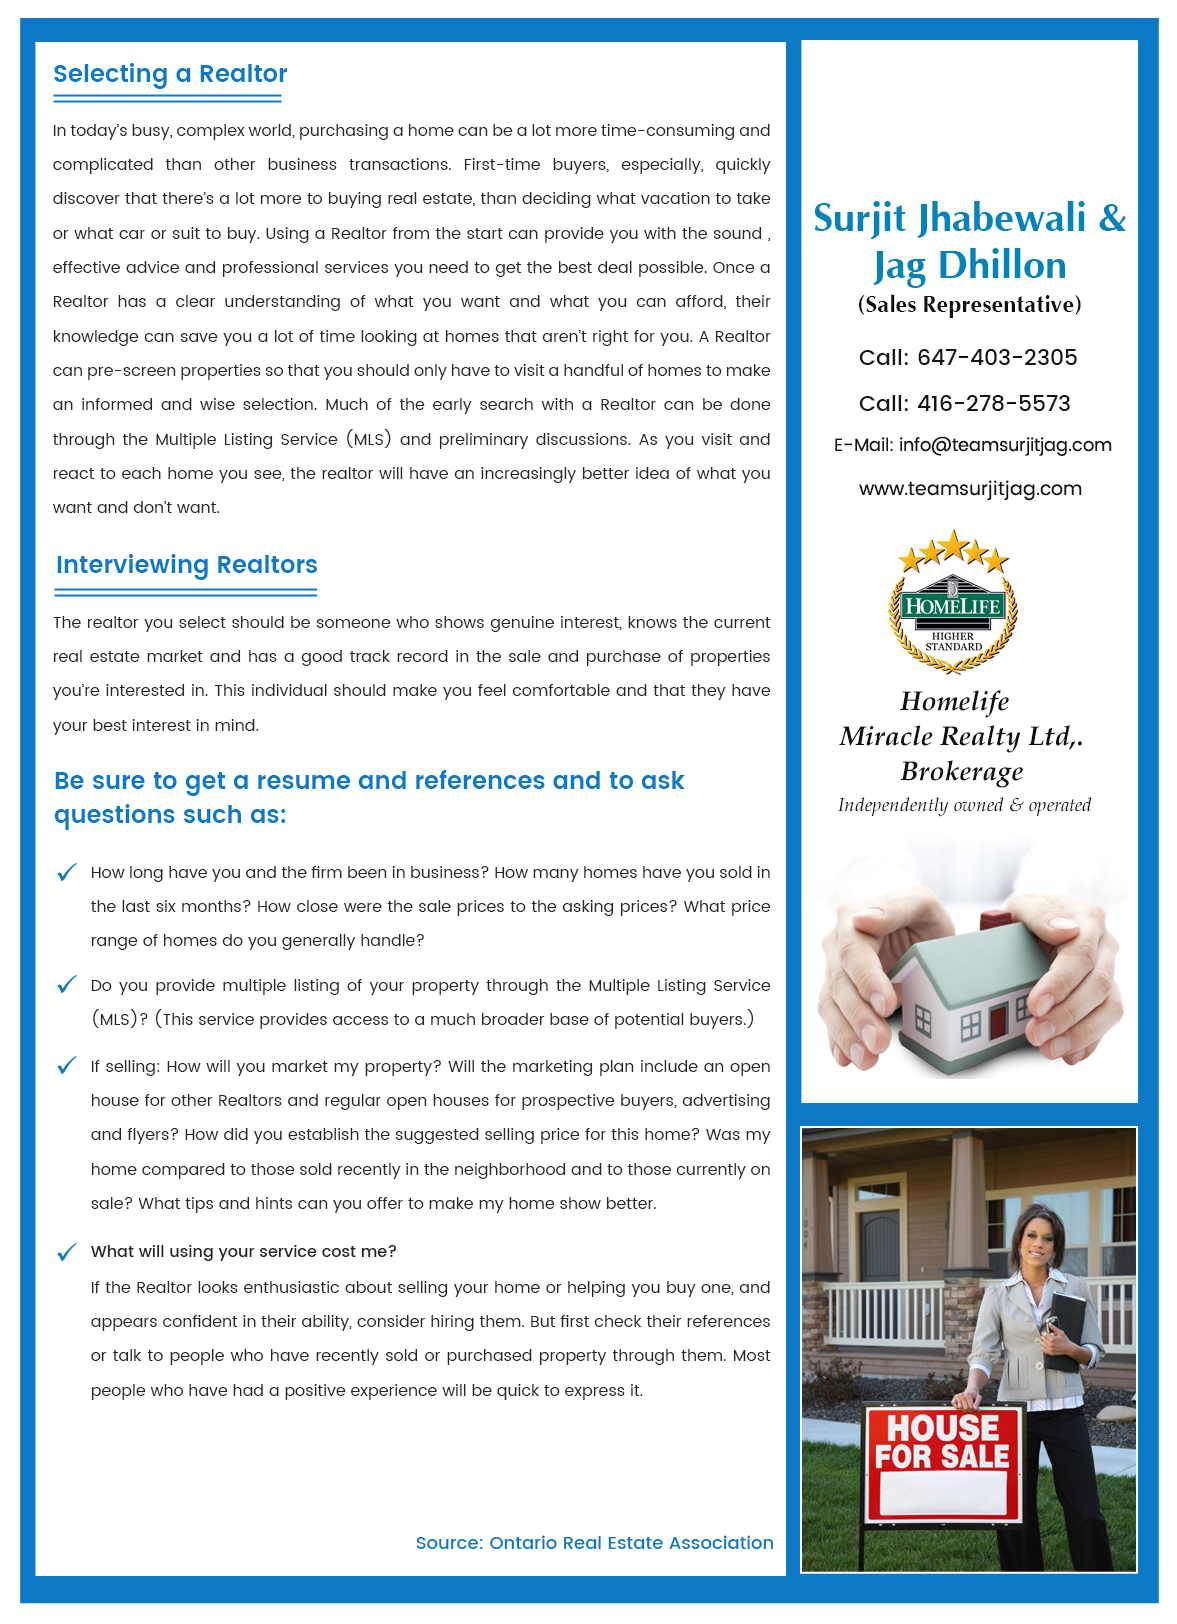 Selecting a Realtor
In today's busy, complex world, purchasing a home can be a lot more time-consuming and
complicated than other business transactions. First-time buyers, especially, quickly
discover that there's a lot more to buying real estate, than deciding what vacation to take
or what car or suit to buy. Using a Realtor from the start can provide you with the sound ,
effective advice and professional services you need to get the best deal possible. Once a
Realtor has a clear understanding of what you want and what you can afford, their
knowledge can save you a lot of time looking at homes that aren't right for you. A Realtor
can pre-screen properties so that you should only have to visit a handful of homes to make
an informed and wise selection. Much of the early search with a Realtor can be done
through the Multiple Listing Service (MLS) and preliminary discussions. As you visit and
react to each home you see, the realtor will have an increasingly better idea of what you
want and don't want.
Interviewing Realtors
The realtor you select should be someone who shows genuine interest, knows the current
real estate market and has a good track record in the sale and purchase of properties
you're interested in. This individual should make you feel comfortable and that they have
your best interest in mind.
Be sure to get a resume and references and to ask
questions such as:
How long have you and the firm been in business? How many homes have you sold in
the last six months? How close were the sale prices to the asking prices? What price
range of homes do you generally handle?
Do you provide multiple listing of your property through the Multiple Listing Service
(MLS)? (This service provides access to a much broader base of potential buyers.)
If selling: How will you market my property? Will the marketing plan include an open
house for other Realtors and regular open houses for prospective buyers, advertising
and flyers? How did you establish the suggested selling price for this home? Was my
home compared to those sold recently in the neighborhood and to those currently on
sale? What tips and hints can you offer to make my home show better.
What will using your service cost me?
If the Realtor looks enthusiastic about selling your home or helping you buy one, and
appears confident in their ability, consider hiring them. But first check their references
or talk to people who have recently sold or purchased property through them. Most
people who have had a positive experience will be quick to express it.
Source: Ontario Real Estate Association
Surjit Jhabewali &
Jag Dhillon
(Sales Representative)
Call: 647-403-2305
Call: 416-278-5573
E-Mail: info@teamsurjitjag.com
www.teamsurjitjag.com
HOMELIFE
HIGHER
STANDARD
Homelife
Miracle Realty Ltd,.
Brokerage
Independently owned & operated
1004
HOUSE
FOR SALE